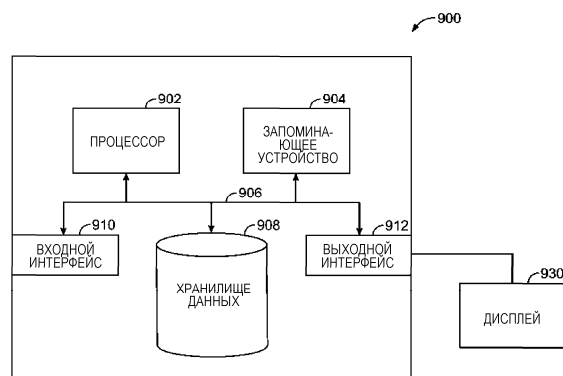 900
902
904
ПРОЦЕССОР
ЗАПОМИНА-
ЮЩЕЕ
УСТРОЙСТВО
906
910
908
912
ВХОДНОЙ
ИНТЕРФЕЙС
ВЫХОДНОЙ
ИНТЕРФЕЙС
ХРАНИЛИЩЕ
ДАННЫХ
930
ДИСПЛЕЙ